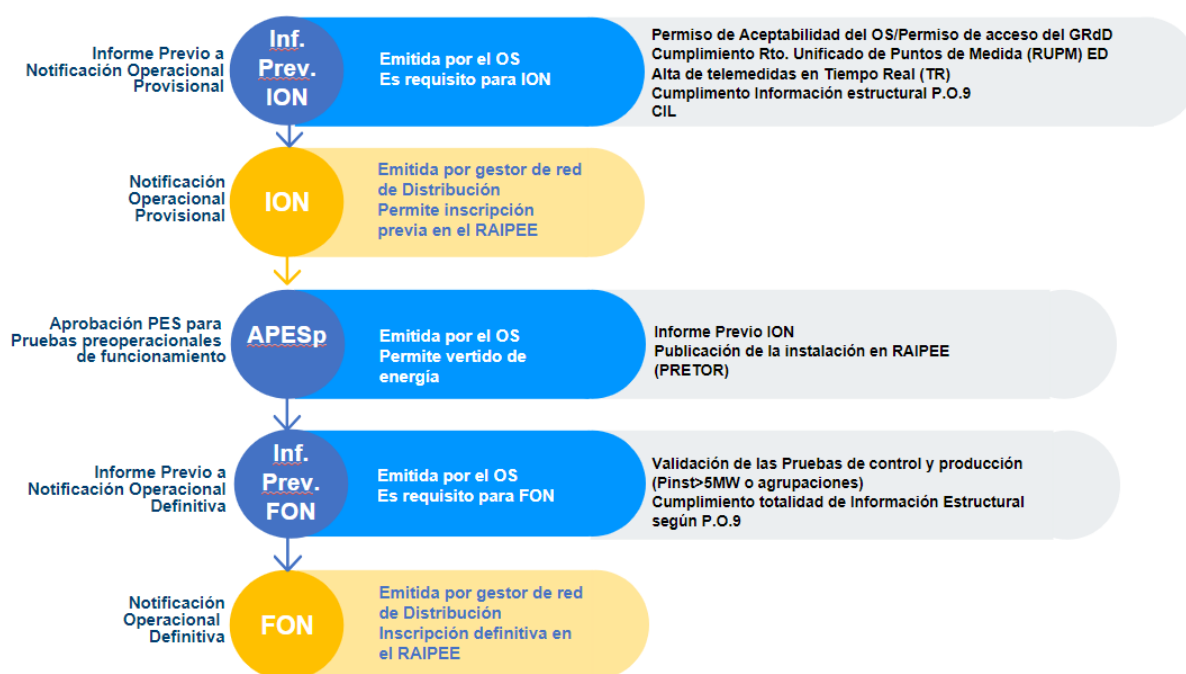 Informe Previo a
Notificación Operacional
Provisional
Inf.
Prev.
ION
Emitida por el OS
Es requisito para ION
Permiso de Aceptabilidad del OS/Permiso de acceso del GRdD
Cumplimiento Rto. Unificado de Puntos de Medida (RUPM) ED
Alta de telemedidas en Tiempo Real (TR)
Cumplimento Información estructural P.O.9
CIL
Notificación
Operacional
Provisional
ION
Emitida por gestor de red
de Distribución
Permite inscripción
previa en el RAIPEE
Aprobación PES para
Pruebas preoperacionales
de funcionamiento
APESp
Emitida por el OS
Permite vertido de
energía
Informe Previo ION
Publicación de la instalación en RAIPEE
(PRETOR)
Informe Previo a
Notificación Operacional
Definitiva
Inf.
Prev.
FON
Emitida por el OS
Es requisito para FON
Validación de las Pruebas de control y producción
(Pinst>5MW o agrupaciones)
Cumplimiento totalidad de Información Estructural
según P.O.9
Notificación
Operacional
Definitiva
FON
Emitida por gestor de red
de Distribución
Inscripción definitiva en
el RAIPEE